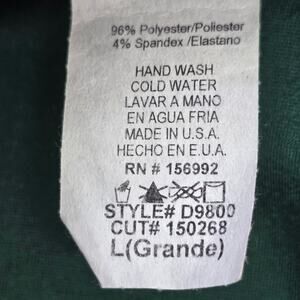 96% Polyester/Poliester
4% Spandex /Elastano
HAND WASH
COLD WATER
LAVAR A MANO
EN AGUA FRIA
MADE IN U.S.A.
HECHO EN E.U.A.
RN # 156992
STYLE# D9800
CUT# 150268
L(Grande)